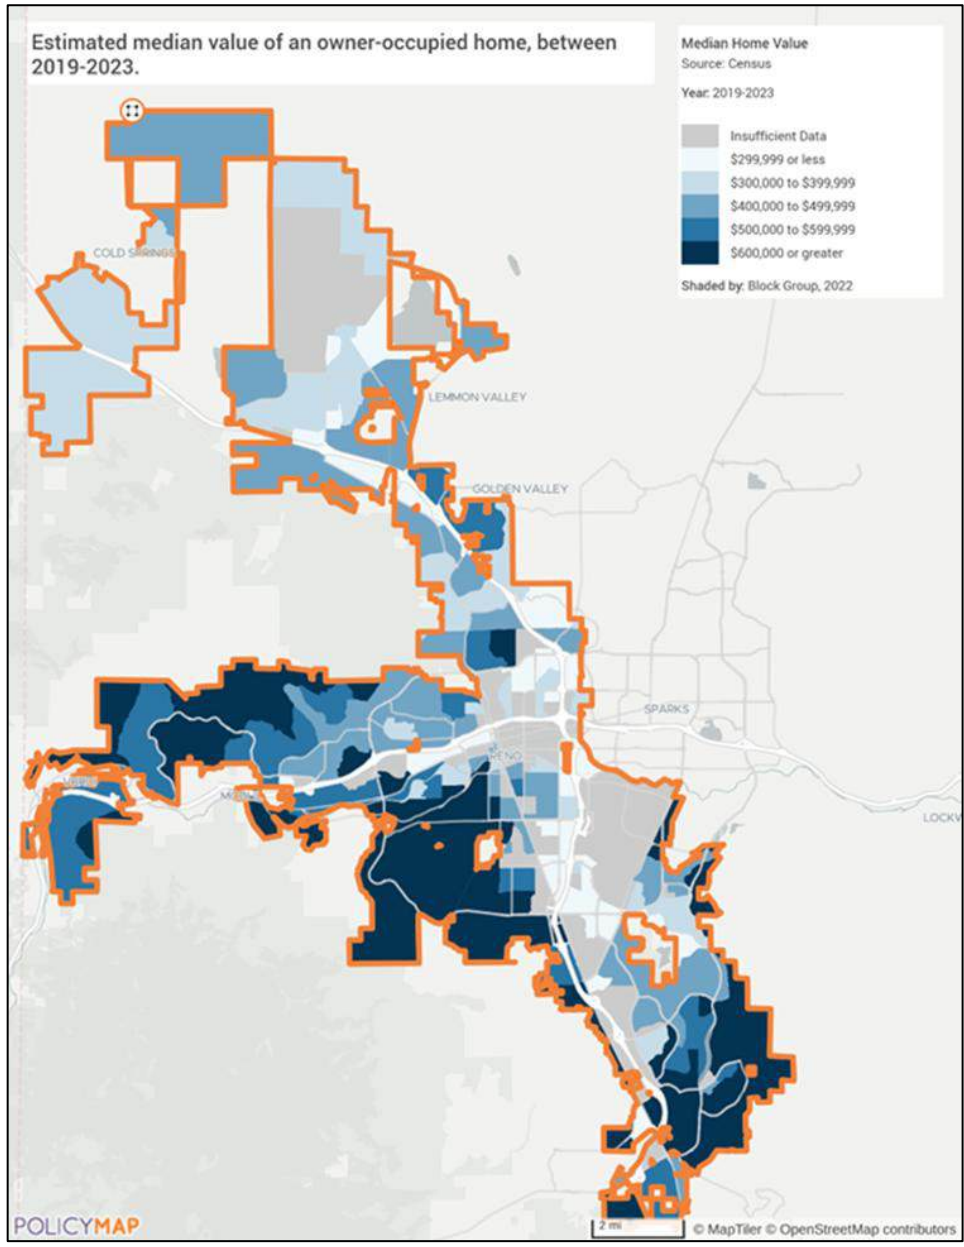 Estimated median value of an owner-occupied home, between
2019-2023.
Median Home Value
Source: Census
Year: 2019-2023
Insufficient Data
$299,999 or less
$300,000 to $399,999
$400,000 to $499,999
$500,000 to $599,999
$600,000 or greater
Shaded by: Block Group, 2022
COLD SPRINGS
LEMMON VALLEY
GOLDEN VALLEY
SPARKS
RENO
LOCKV
POLICYMAP
2 mi
© MapTiler © OpenStreetMap contributors